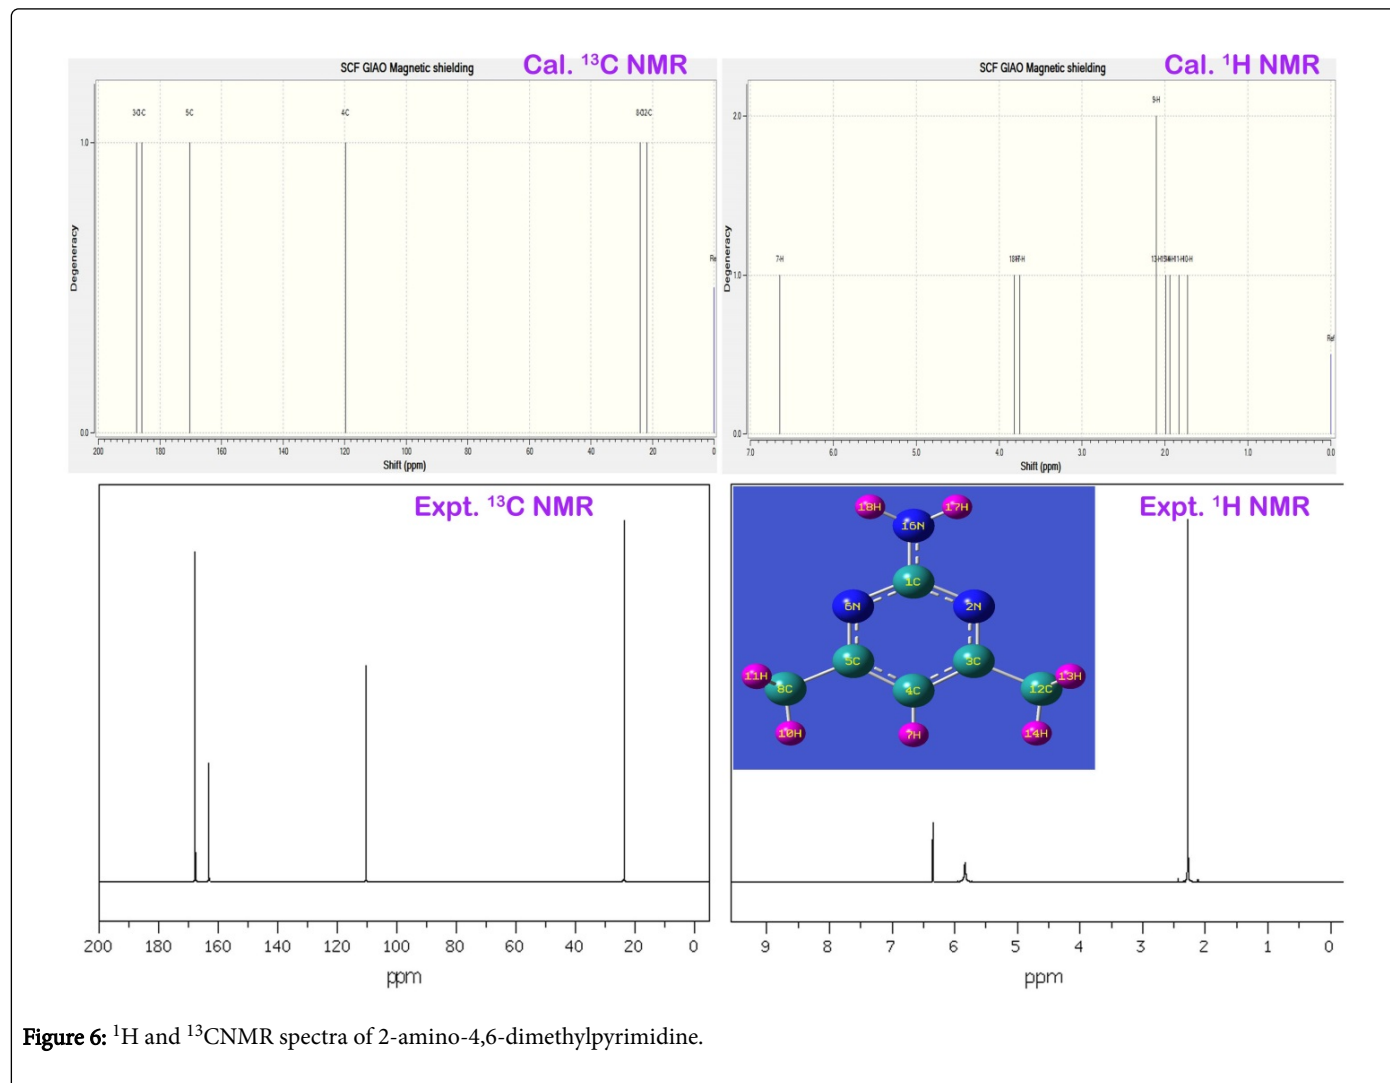 SCF GIAO Magnetic shielding
Cal. ¹³C NMR
5-C
4-C
1.0
Degeneracy
0.0
200 180 160 140 120 100 80 60 40 20 0
Shift (ppm)
SCF GIAO Magnetic shielding
Cal. ¹H NMR
9-H
2.0
7-H
Ref
1.0
Degeneracy
0.0
7.0 6.0 5.0 4.0 3.0 2.0 1.0 0.0
Shift (ppm)
Expt. ¹³C NMR
200 180 160 140 120 100 80 60 40 20 0
ppm
Expt. ¹H NMR
18H 17H
16N
1C
6N 2N
5C 3C
11H 13H
8C 4C 12C
10H 7H 14H
9 8 7 6 5 4 3 2 1 0
ppm
Figure 6: ¹H and ¹³CNMR spectra of 2-amino-4,6-dimethylpyrimidine.